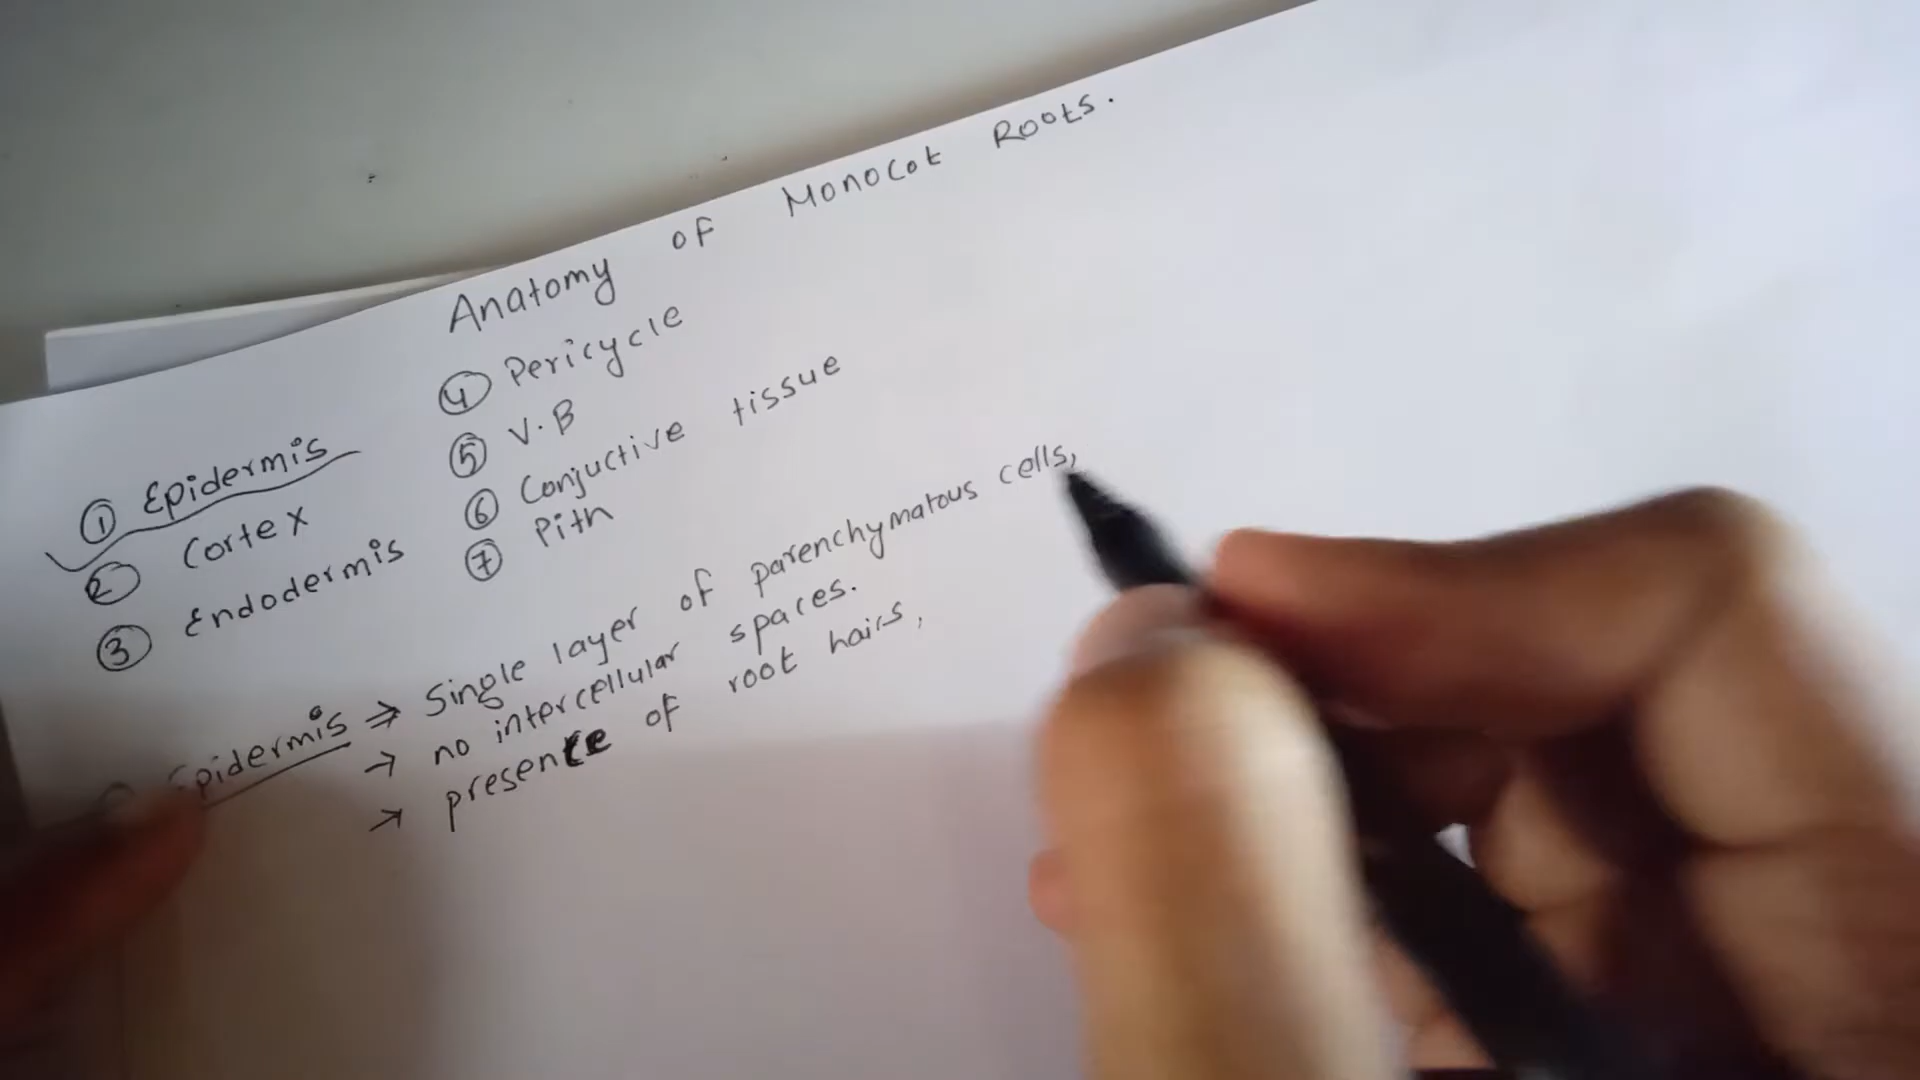 Anatomy of Monocot Roots.
① Epidermis
② Cortex
③ Endodermis
④ Pericycle
⑤ V.B
⑥ Conjuctive tissue
⑦ Pith
Epidermis ⇒ Single layer of parenchymatous cells,
→ no intercellular spaces.
→ presence of root hairs,